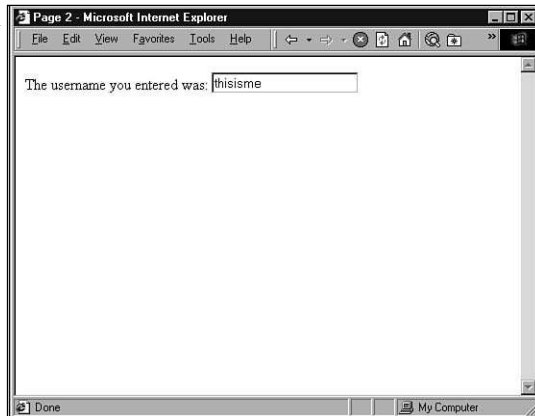 Page 2 - Microsoft Internet Explorer
File Edit View Favorites Tools Help »
The username you entered was: thisisme
Done My Computer